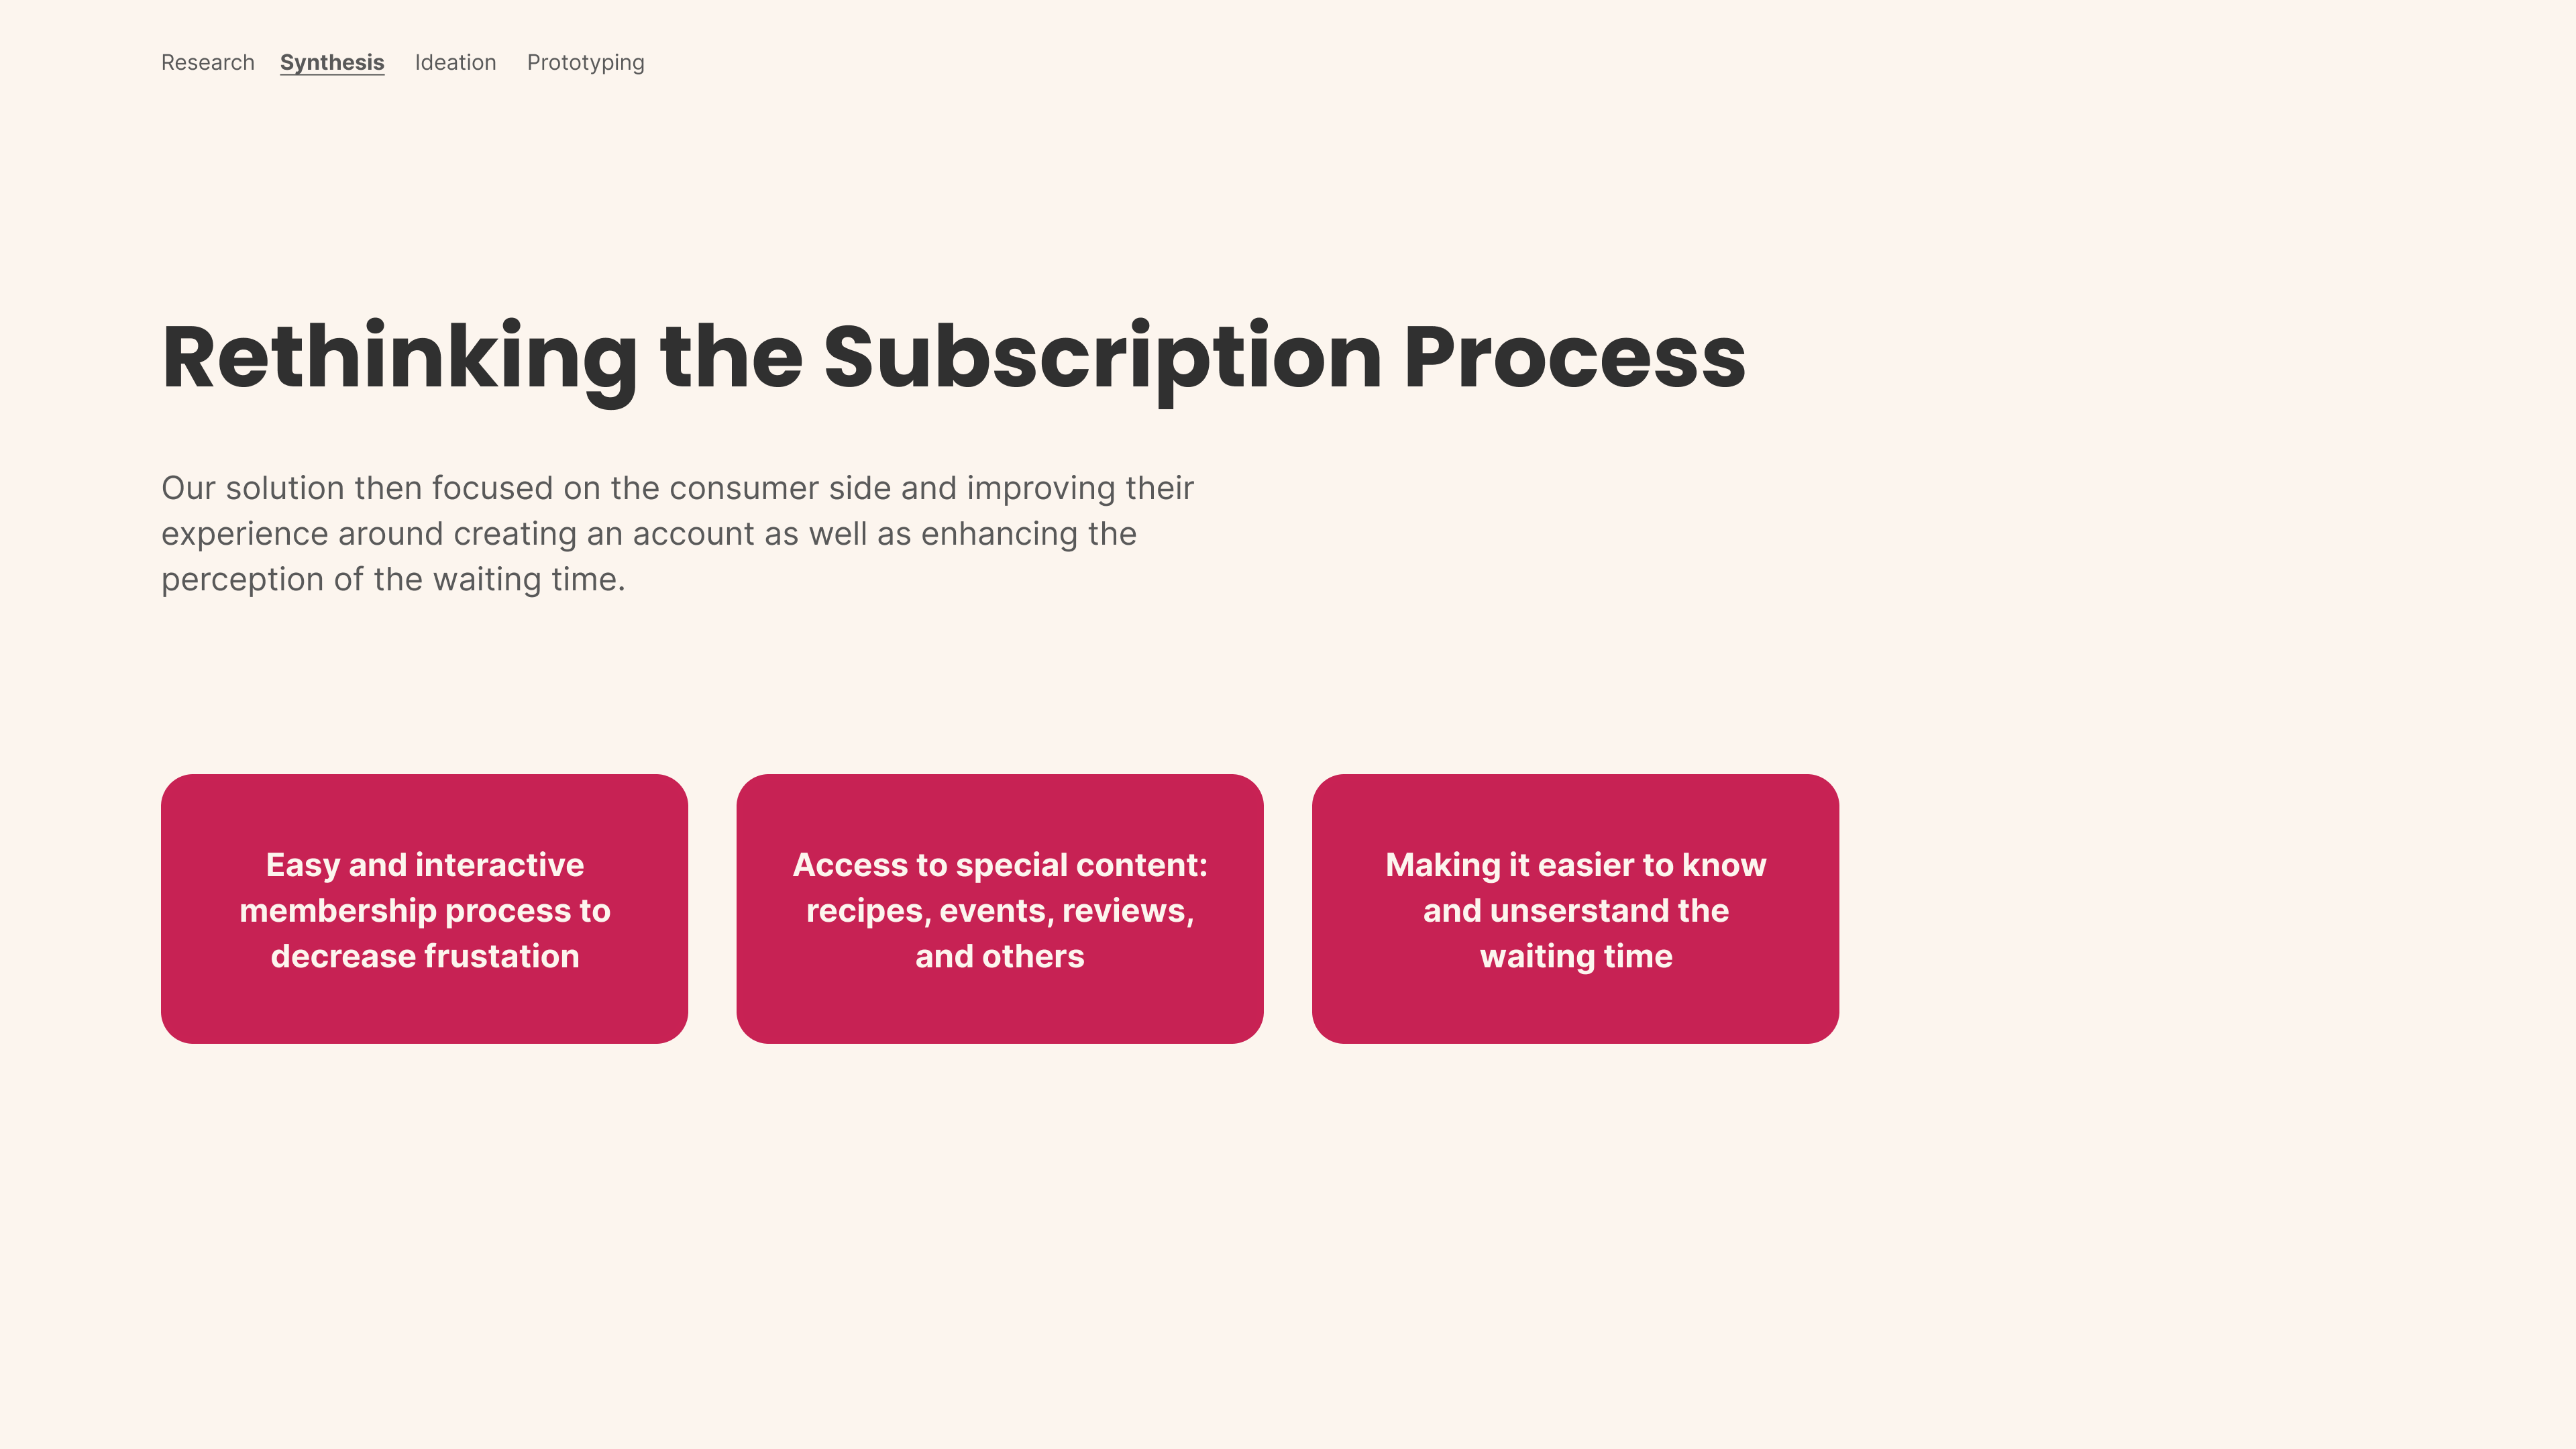 Research Synthesis Ideation Prototyping
Rethinking the Subscription Process
Our solution then focused on the consumer side and improving their
experience around creating an account as well as enhancing the
perception of the waiting time.
Easy and interactive
membership process to
decrease frustation
Access to special content:
recipes, events, reviews,
and others
Making it easier to know
and unserstand the
waiting time